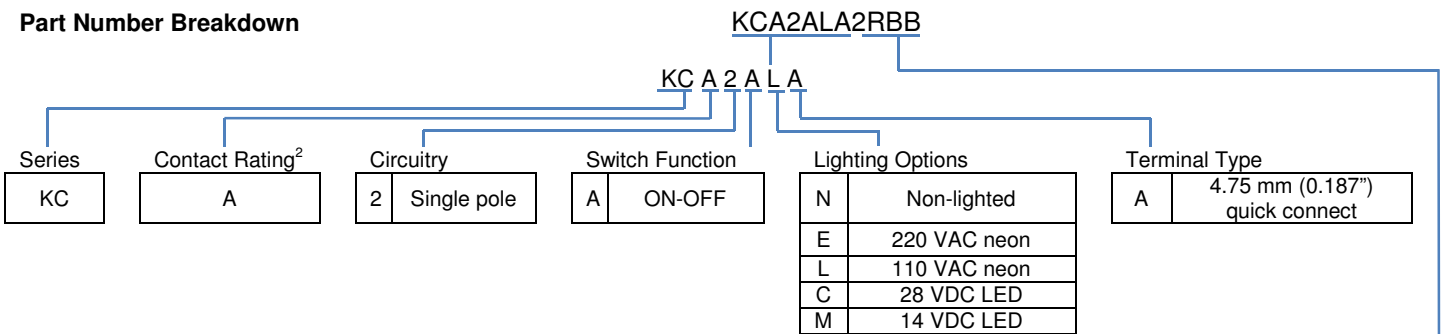 Part Number Breakdown
KCA2ALA2RBB
KC A 2 A L A
Series
KC
Contact Rating2
A
Circuitry
2 Single pole
Switch Function
A ON-OFF
Lighting Options
N Non-lighted
E 220 VAC neon
L 110 VAC neon
C 28 VDC LED
M 14 VDC LED
Terminal Type
A 4.75 mm (0.187”)
quick connect